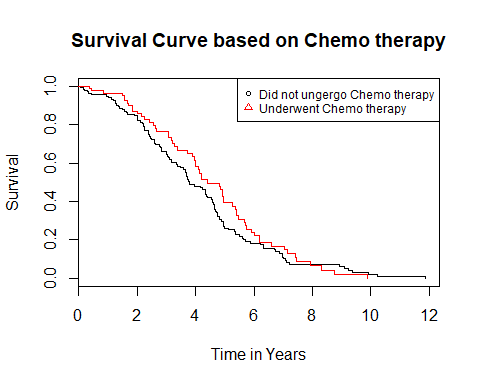 Survival Curve based on Chemo therapy
Did not ungergo Chemo therapy
Underwent Chemo therapy
1.0
0.8
0.6
0.4
0.2
0.0
Survival
0 2 4 6 8 10 12
Time in Years